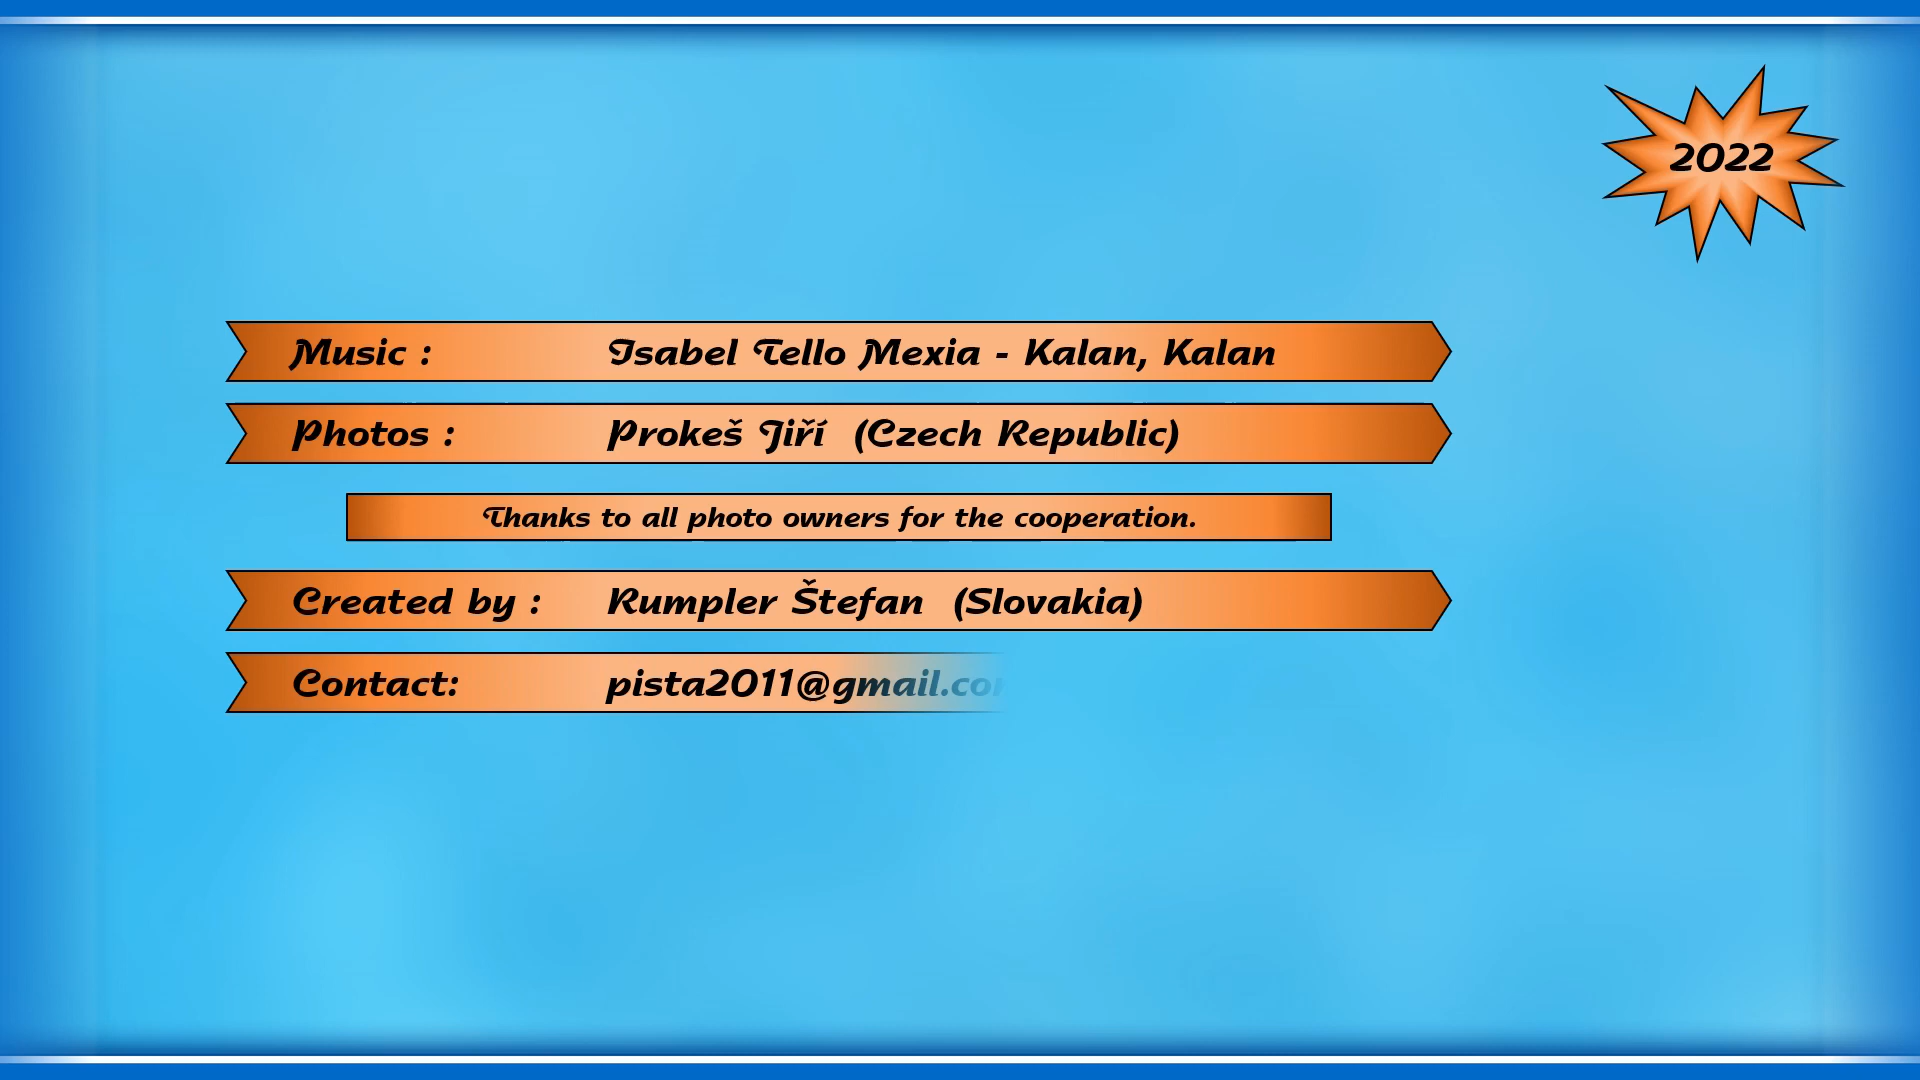 2022
Music : Isabel Tello Mexia - Kalan, Kalan
Photos : Prokeš Jiří (Czech Republic)
Thanks to all photo owners for the cooperation.
Created by : Rumpler Štefan (Slovakia)
Contact: pista2011@gmail.co